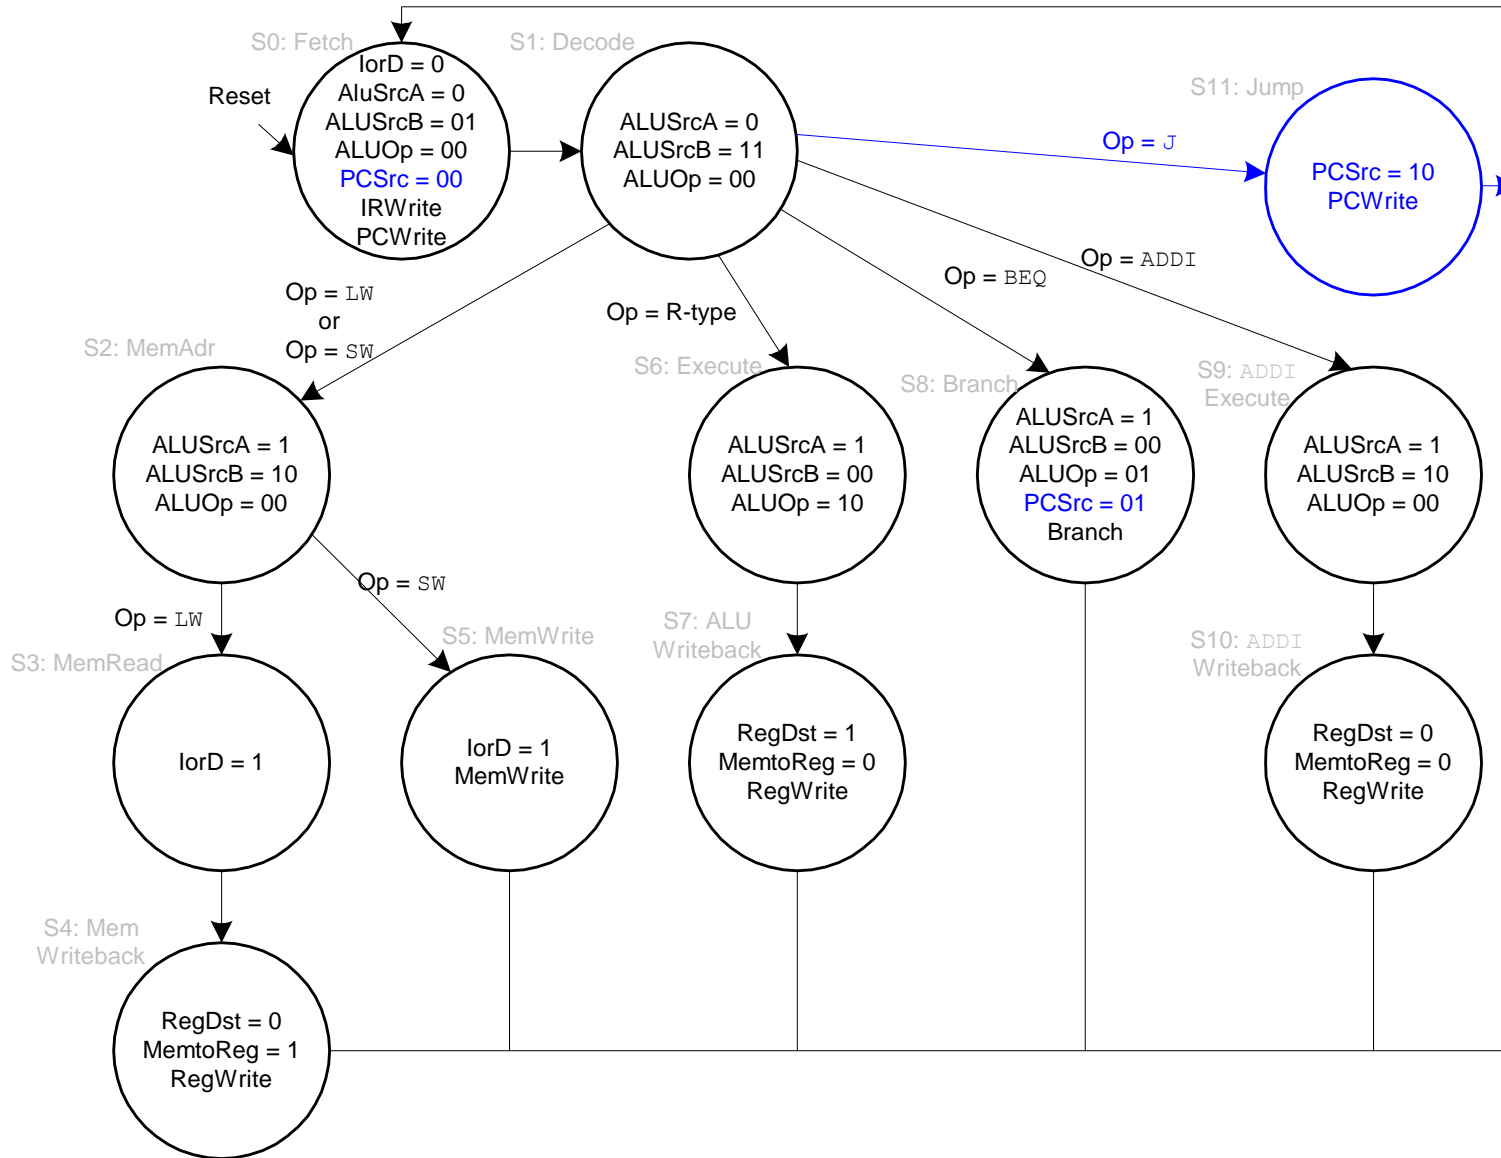 S0: Fetch
S1: Decode
Reset
IorD = 0
AluSrcA = 0
ALUSrcB = 01
ALUOp = 00
PCSrc = 00
IRWrite
PCWrite
ALUSrcA = 0
ALUSrcB = 11
ALUOp = 00
S11: Jump
Op = J
PCSrc = 10
PCWrite
Op = LW
or
Op = SW
Op = R-type
Op = BEQ
Op = ADDI
S2: MemAdr
ALUSrcA = 1
ALUSrcB = 10
ALUOp = 00
S6: Execute
ALUSrcA = 1
ALUSrcB = 00
ALUOp = 10
S8: Branch
ALUSrcA = 1
ALUSrcB = 00
ALUOp = 01
PCSrc = 01
Branch
S9: ADDI
Execute
ALUSrcA = 1
ALUSrcB = 10
ALUOp = 00
Op = LW
Op = SW
S3: MemRead
IorD = 1
S5: MemWrite
IorD = 1
MemWrite
S7: ALU
Writeback
RegDst = 1
MemtoReg = 0
RegWrite
S10: ADDI
Writeback
RegDst = 0
MemtoReg = 0
RegWrite
S4: Mem
Writeback
RegDst = 0
MemtoReg = 1
RegWrite